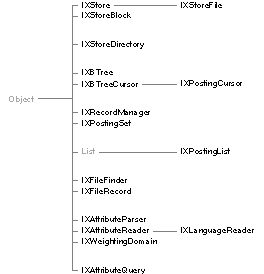 IXStore IXStoreFile
IXStoreBlock
IXStoreDirectory
IXBTree
IXBTreeCursor IXPostingCursor
Object
IXRecordManager
IXPostingSet
List IXPostingList
IXFileFinder
IXFileRecord
IXAttributeParser
IXAttributeReader IXLanguageReader
IXWeightingDomain
IXAttributeQuery